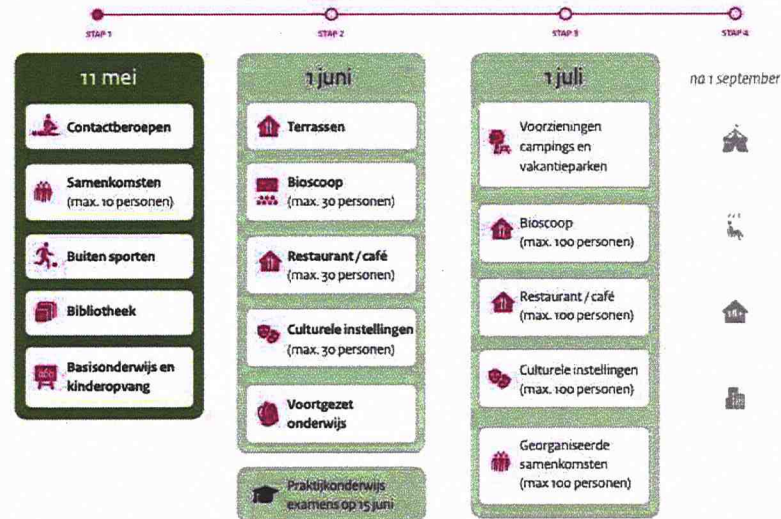 STAP 1
STAP 2
STAP 3
STAP 4
11 mei
Contactberoepen
Samenkomsten
(max. 10 personen)
Buiten sporten
Bibliotheek
Basisonderwijs en
kinderopvang
1 juni
Terrassen
Bioscoop
(max. 30 personen)
Restaurant / café
(max. 30 personen)
Culturele instellingen
(max. 30 personen)
Voortgezet
onderwijs
Praktijkonderwijs
examens op 15 juni
1 juli
Voorzieningen
campings en
vakantieparken
Bioscoop
(max. 100 personen)
Restaurant / café
(max. 100 personen)
Culturele instellingen
(max. 100 personen)
Georganiseerde
samenkomsten
(max 100 personen)
na 1 september